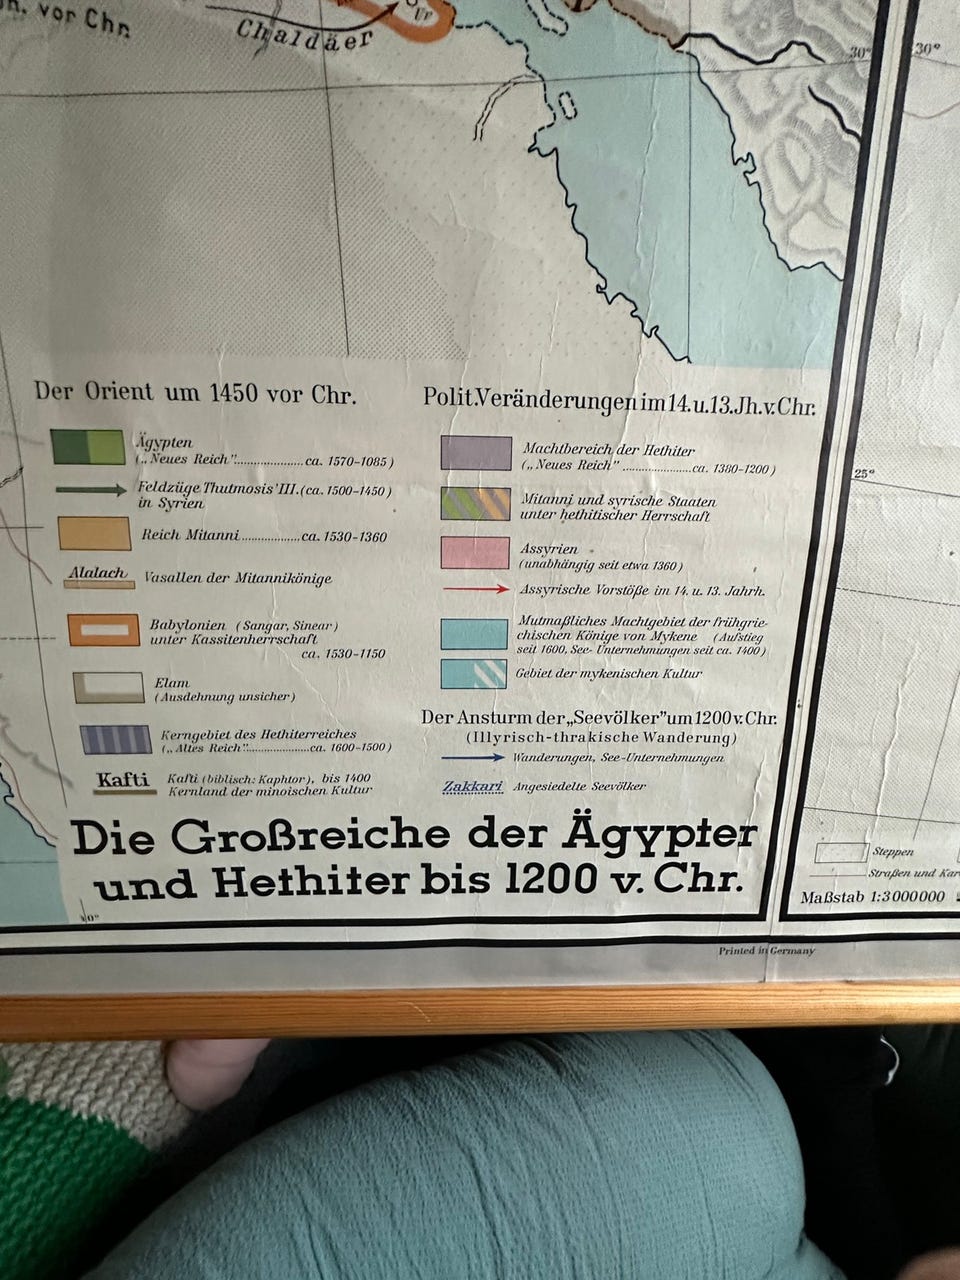 vor Chr.
Chaldäer
Ur
30°
30°
Der Orient um 1450 vor Chr.
Ägypten
(„Neues Reich“.....................ca. 1570-1085)
Feldzüge Thutmosis' III. (ca. 1500-1450)
in Syrien
Reich Mitanni..................ca. 1530-1360
Alalach
Vasallen der Mitannikönige
Babylonien (Sangar, Sinear)
unter Kassitenherrschaft
ca. 1530-1150
Elam
(Ausdehnung unsicher)
Kerngebiet des Hethiterreiches
(„Altes Reich“...................ca. 1600-1500)
Kafti
Kafti (biblisch: Kaphtor), bis 1400
Kernland der minoischen Kultur
Polit.Veränderungen im 14. u. 13. Jh. v. Chr.
Machtbereich der Hethiter
(„Neues Reich“ .....................ca. 1380-1200)
Mitanni und syrische Staaten
unter hethitischer Herrschaft
Assyrien
(unabhängig seit etwa 1360)
Assyrische Vorstöße im 14. u. 13. Jahrh.
Mutmaßliches Machtgebiet der frühgrie-
chischen Könige von Mykene (Aufstieg
seit 1600, See- Unternehmungen seit ca. 1400)
Gebiet der mykenischen Kultur
Der Ansturm der „Seevölker" um 1200 v. Chr.
(Illyrisch-thrakische Wanderung)
Wanderungen, See-Unternehmungen
Zakkari
Angesiedelte Seevölker
Die Großreiche der Ägypter
und Hethiter bis 1200 v. Chr.
25°
Steppen
Straßen und
Maßstab 1:3000000
Printed in Germany